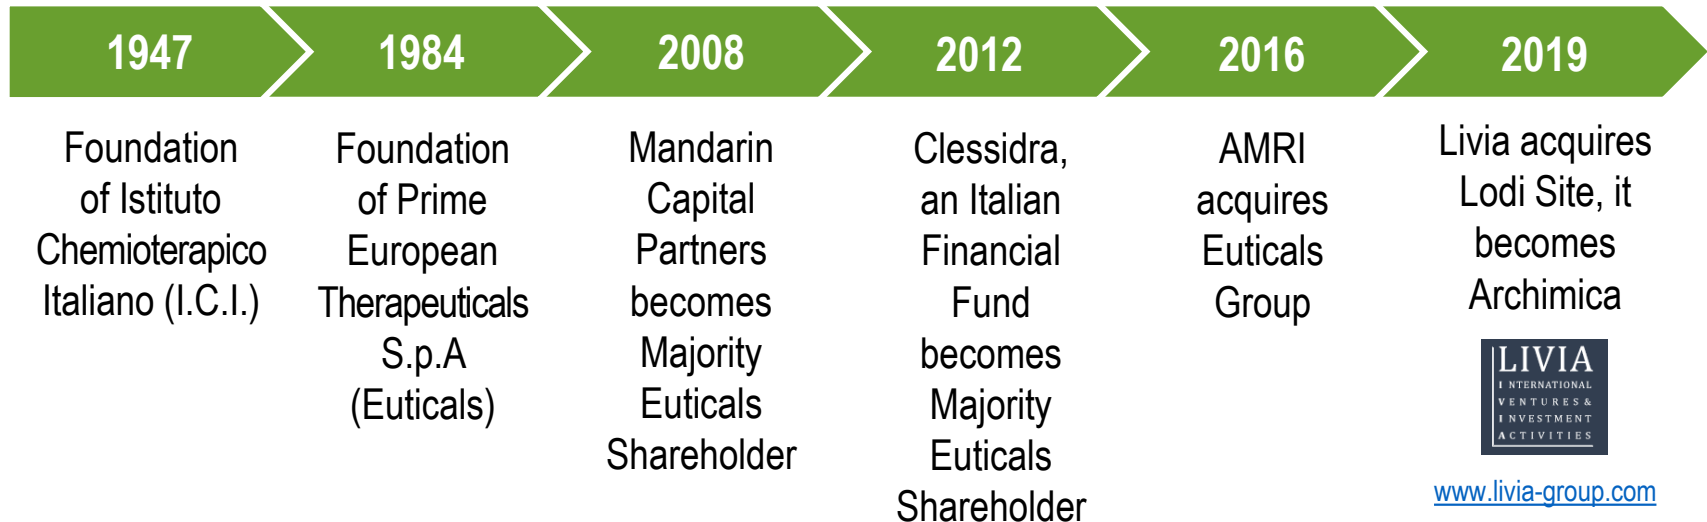 1947
Foundation
of Istituto
Chemioterapico
Italiano (I.C.I.)
1984
Foundation
of Prime
European
Therapeuticals
S.p.A
(Euticals)
2008
Mandarin
Capital
Partners
becomes
Majority
Euticals
Shareholder
2012
Clessidra,
an Italian
Financial
Fund
becomes
Majority
Euticals
Shareholder
2016
AMRI
acquires
Euticals
Group
2019
Livia acquires
Lodi Site, it
becomes
Archimica
LIVIA
INTERNATIONAL
VENTURES &
INVESTMENT
ACTIVITIES
www.livia-group.com